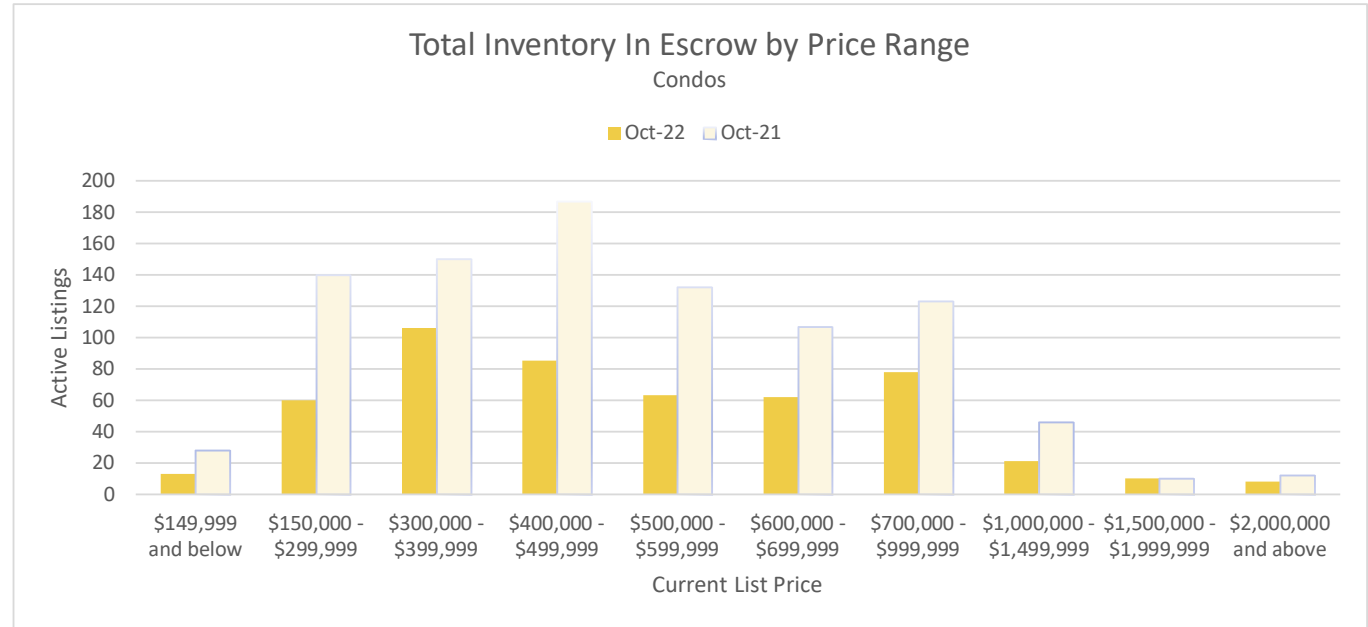 Total Inventory In Escrow by Price Range
Condos
Oct-22 Oct-21
200
180
160
140
120
100
80
60
40
20
0
Active Listings
$149,999 $150,000 - $300,000 - $400,000 - $500,000 - $600,000 - $700,000 - $1,000,000 - $1,500,000 - $2,000,000
and below $299,999 $399,999 $499,999 $599,999 $699,999 $999,999 $1,499,999 $1,999,999 and above
Current List Price